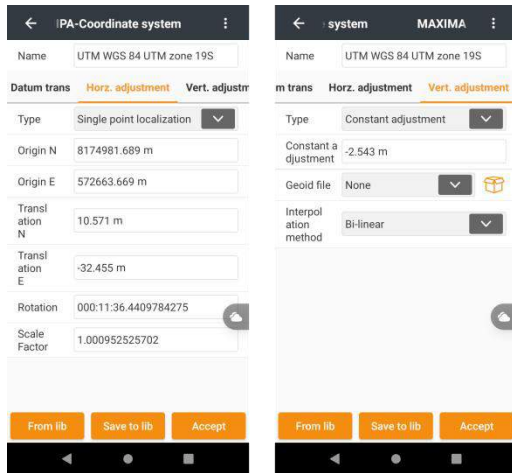 IPA-Coordinate system
Name UTM WGS 84 UTM zone 19S
Datum trans Horz. adjustment Vert. adjustm
Type Single point localization
Origin N 8174981.689 m
Origin E 572663.669 m
Transl
ation
N
10.571 m
Transl
ation
E
-32.455 m
Rotation 000:11:36.4409784275
Scale
Factor
1.000952525702
From lib Save to lib Accept
system MAXIMA
Name UTM WGS 84 UTM zone 19S
m trans Horz. adjustment Vert. adjustment
Type Constant adjustment
Constant a
djustment
-2.543 m
Geoid file None
Interpol
ation
method
Bi-linear
From lib Save to lib Accept